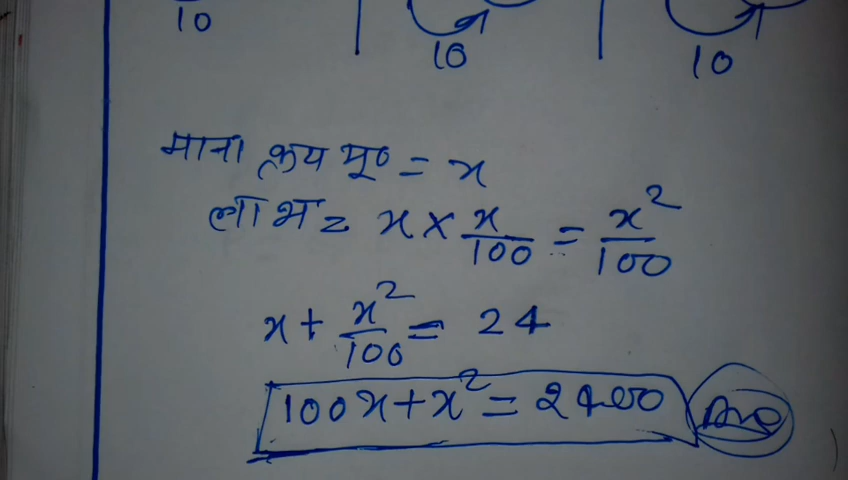 10 10 10
माना क्रय मू० = x
लाभ = x × x/100 = x²/100
x + x²/100 = 24
100x + x² = 2400 Ans